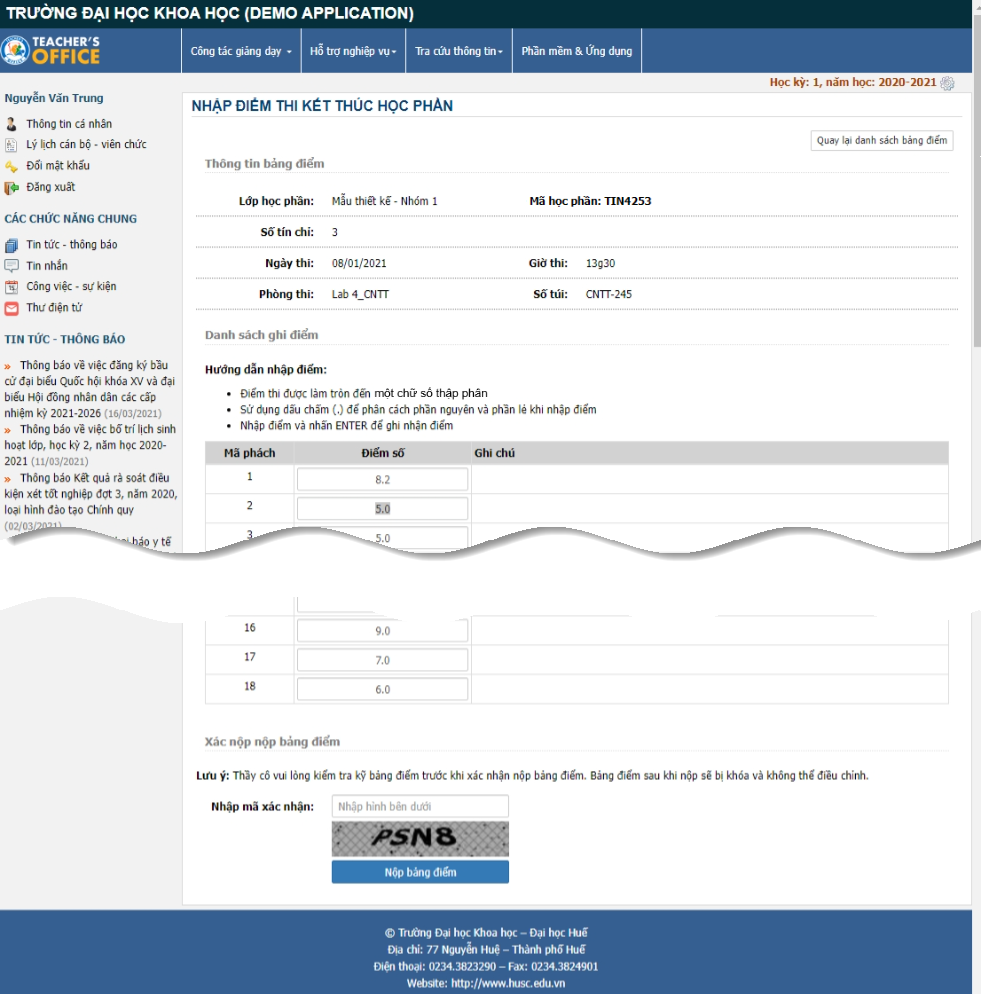 TRƯỜNG ĐẠI HỌC KHOA HỌC (DEMO APPLICATION)
TEACHER'S
OFFICE
Công tác giảng dạy
Hỗ trợ nghiệp vụ
Tra cứu thông tin
Phần mềm & Ứng dụng
Học kỳ: 1, năm học: 2020-2021
Nguyễn Văn Trung
Thông tin cá nhân
Lý lịch cán bộ - viên chức
Đổi mật khẩu
Đăng xuất
CÁC CHỨC NĂNG CHUNG
Tin tức - thông báo
Tin nhắn
Công việc - sự kiện
Thư điện tử
TIN TỨC - THÔNG BÁO
» Thông báo về việc đăng ký bầu
cử đại biểu Quốc hội khóa XV và đại
biểu Hội đồng nhân dân các cấp
nhiệm kỳ 2021-2026 (16/03/2021)
» Thông báo về việc bố trí lịch sinh
hoạt lớp, học kỳ 2, năm học 2020-
2021 (11/03/2021)
» Thông báo Kết quả rà soát điều
kiện xét tốt nghiệp đợt 3, năm 2020,
loại hình đào tạo Chính quy
(02/03/2021)
báo y tế
NHẬP ĐIỂM THI KẾT THÚC HỌC PHẦN
Quay lại danh sách bảng điểm
Thông tin bảng điểm
Lớp học phần: Mẫu thiết kế - Nhóm 1 Mã học phần: TIN4253
Số tín chỉ: 3
Ngày thi: 08/01/2021 Giờ thi: 13g30
Phòng thi: Lab 4_CNTT Số túi: CNTT-245
Danh sách ghi điểm
Hướng dẫn nhập điểm:
• Điểm thi được làm tròn đến một chữ số thập phân
• Sử dụng dấu chấm (.) để phân cách phần nguyên và phần lẻ khi nhập điểm
• Nhập điểm và nhấn ENTER để ghi nhận điểm
Mã phách Điểm số Ghi chú
1 8.2
2 5.0
3 5.0
16 9.0
17 7.0
18 6.0
Xác nộp nộp bảng điểm
Lưu ý: Thầy cô vui lòng kiểm tra kỹ bảng điểm trước khi xác nhận nộp bảng điểm. Bảng điểm sau khi nộp sẽ bị khóa và không thể điều chỉnh.
Nhập mã xác nhận: Nhập hình bên dưới
PSN8
Nộp bảng điểm
© Trường Đại học Khoa học – Đại học Huế
Địa chỉ: 77 Nguyễn Huệ – Thành phố Huế
Điện thoại: 0234.3823290 – Fax: 0234.3824901
Website: http://www.husc.edu.vn